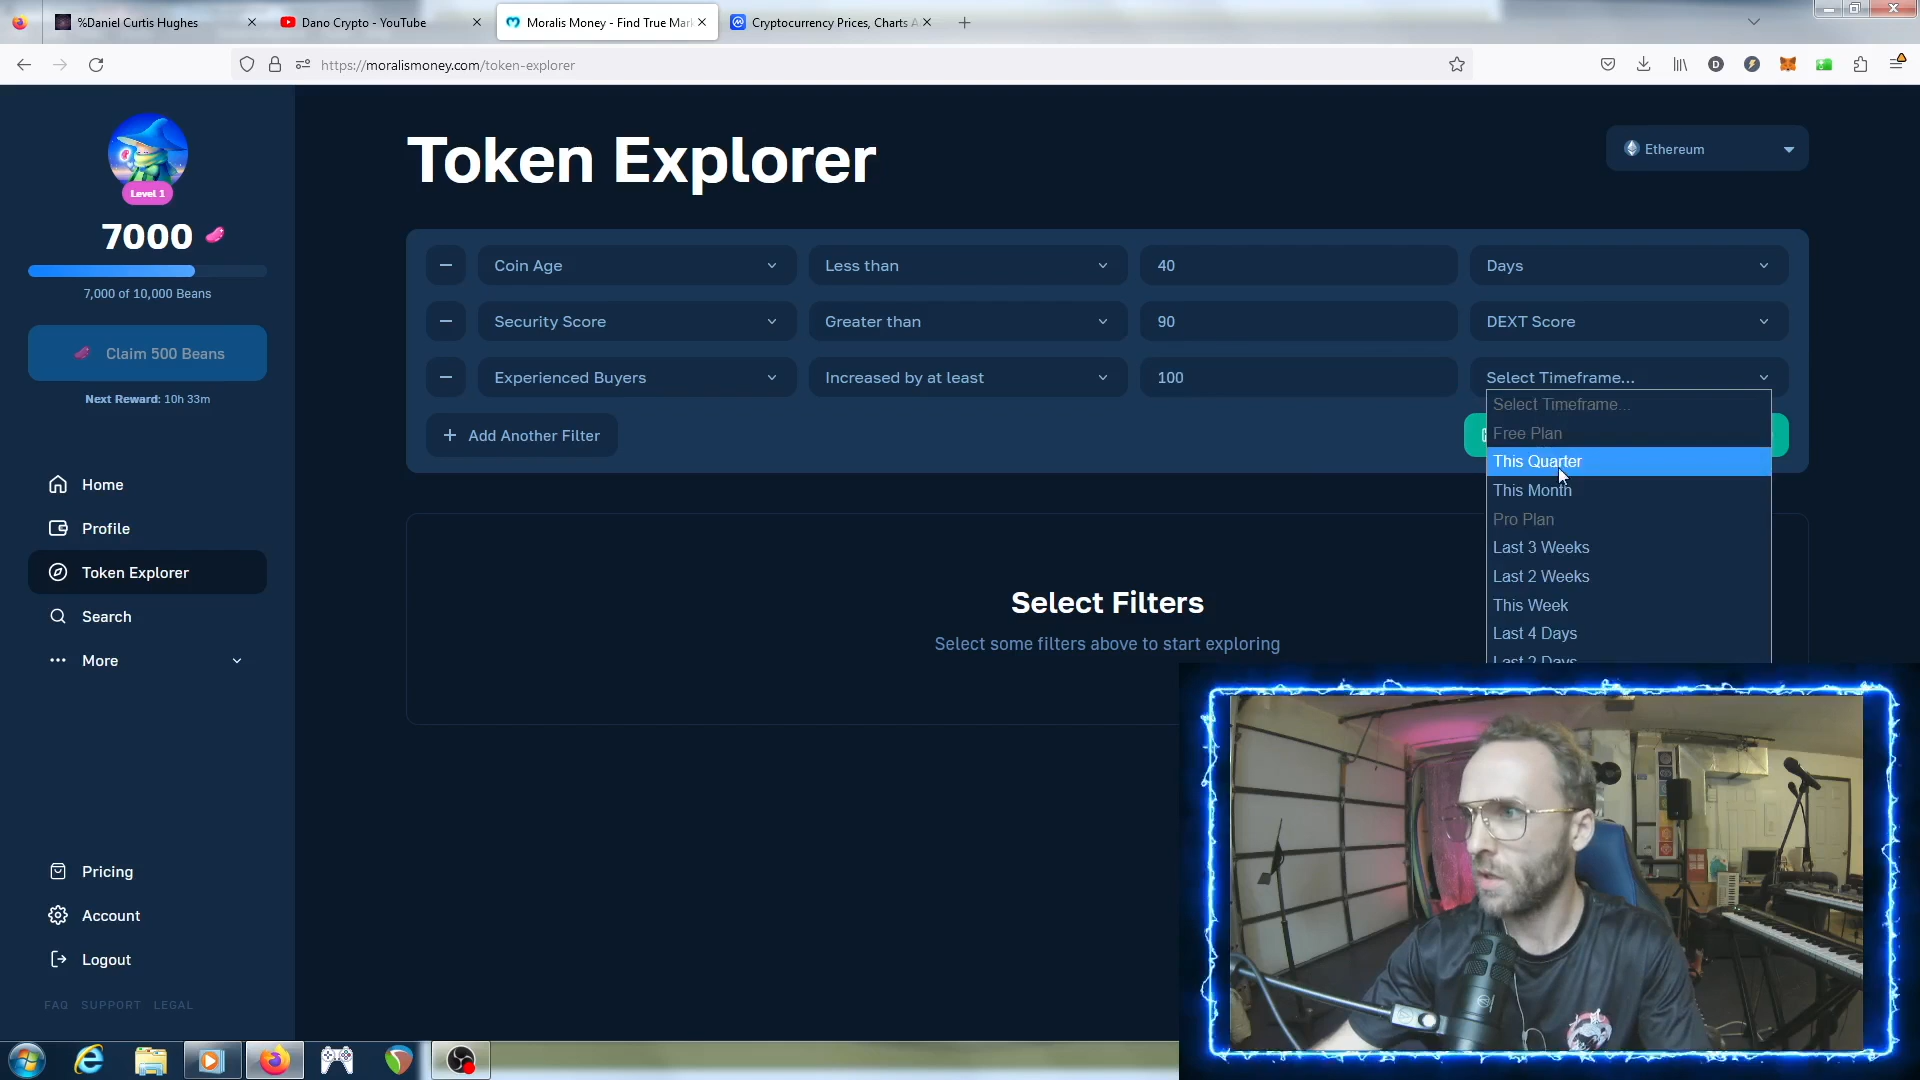 %Daniel Curtis Hughes
Dano Crypto - YouTube
Moralis Money - Find True Mar
Cryptocurrency Prices, Charts A
https://moralismoney.com/token-explorer
Level 1
7000
7,000 of 10,000 Beans
Claim 500 Beans
Next Reward: 10h 33m
Home
Profile
Token Explorer
Search
More
Pricing
Account
Logout
FAQ SUPPORT LEGAL
Token Explorer
Ethereum
Coin Age Less than 40 Days
Security Score Greater than 90 DEXT Score
Experienced Buyers Increased by at least 100 Select Timeframe...
Add Another Filter
Select Timeframe...
Free Plan
This Quarter
This Month
Pro Plan
Last 3 Weeks
Last 2 Weeks
This Week
Last 4 Days
Last 2 Days
Select Filters
Select some filters above to start exploring